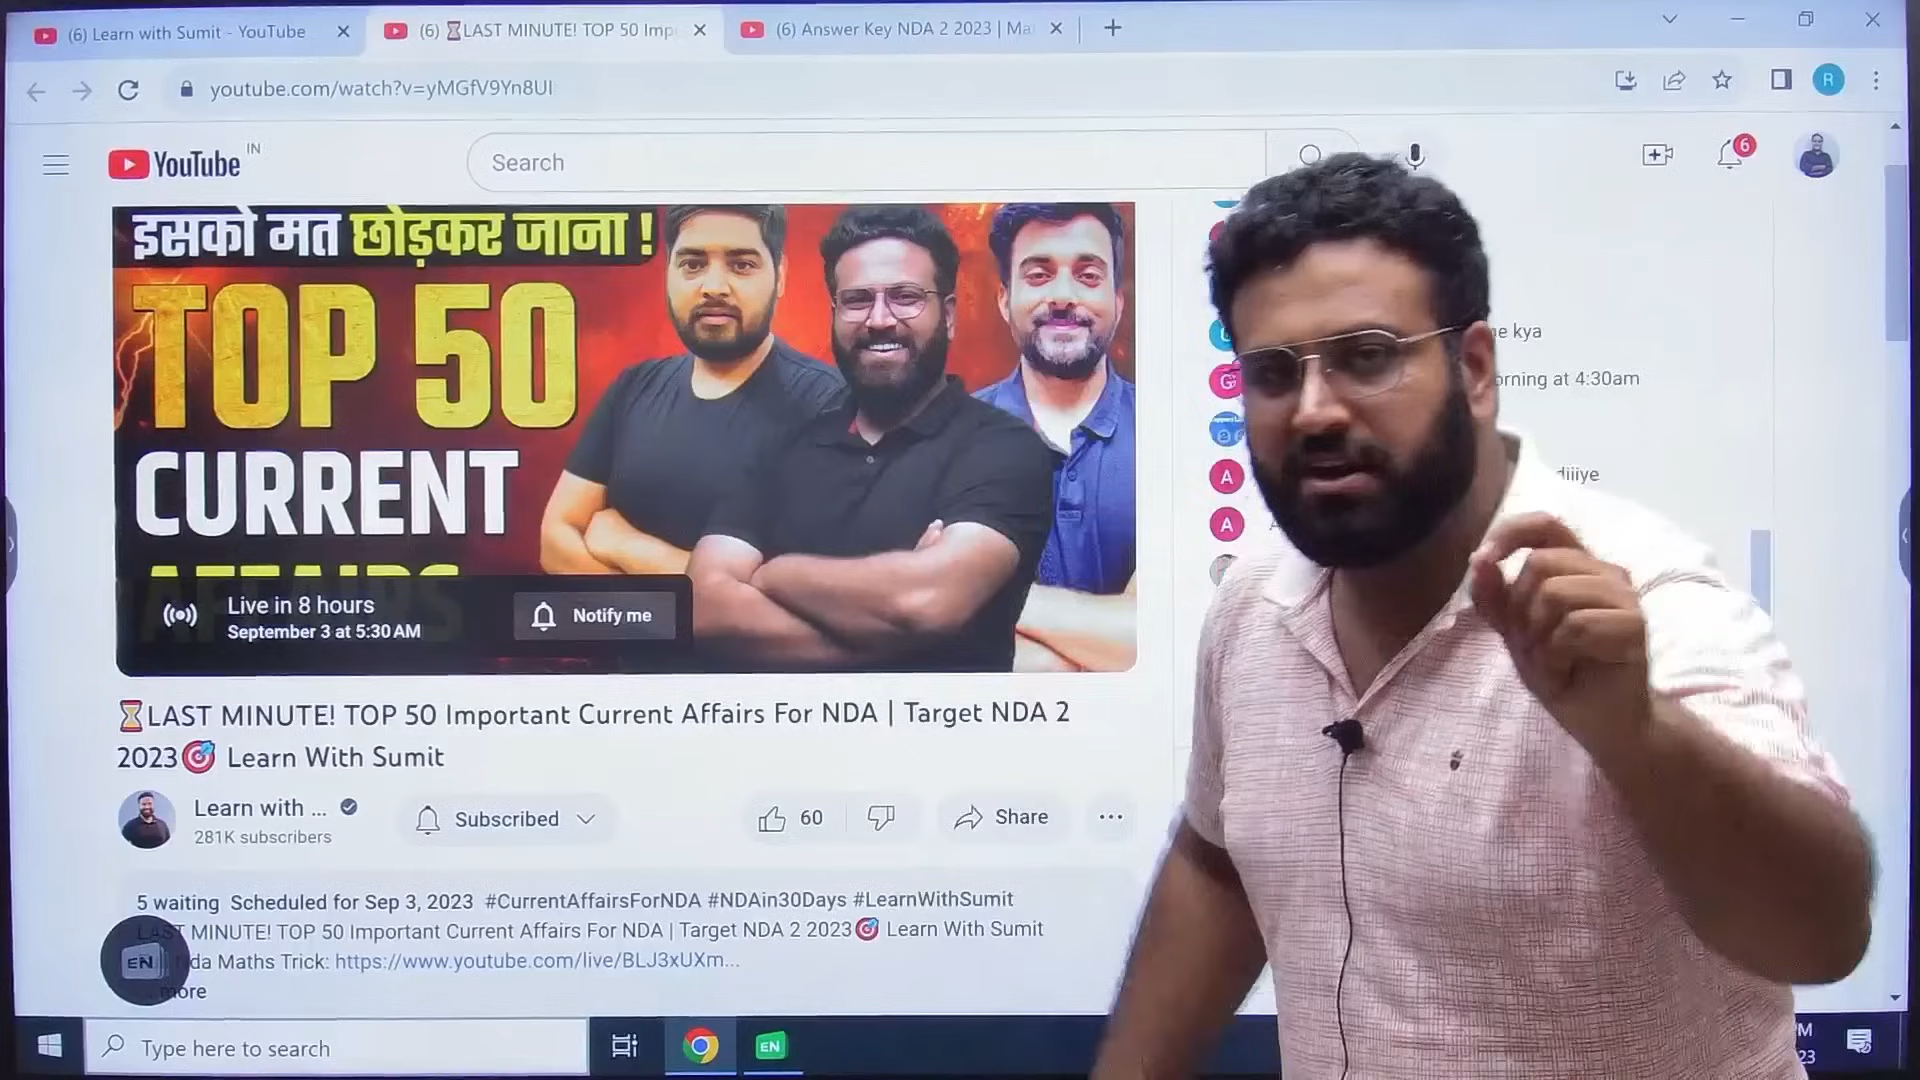 (6) Learn with Sumit - YouTube
(6) ⌛LAST MINUTE! TOP 50 Imp
(6) Answer Key NDA 2 2023 | Ma
youtube.com/watch?v=yMGfV9Yn8UI
R
YouTube IN
Search
6
इसको मत छोड़कर जाना !
TOP 50
CURRENT
AFFAIRS
Live in 8 hours
September 3 at 5:30 AM
Notify me
kya
at 4:30am
G
A
A
⌛LAST MINUTE! TOP 50 Important Current Affairs For NDA | Target NDA 2
2023🎯 Learn With Sumit
Learn with ...
281K subscribers
Subscribed
60
Share
5 waiting Scheduled for Sep 3, 2023 #CurrentAffairsForNDA #NDAin30Days #LearnWithSumit
LAST MINUTE! TOP 50 Important Current Affairs For NDA | Target NDA 2 2023🎯 Learn With Sumit
Nda Maths Trick: https://www.youtube.com/live/BLJ3xUXm...
...more
EN
Type here to search
EN